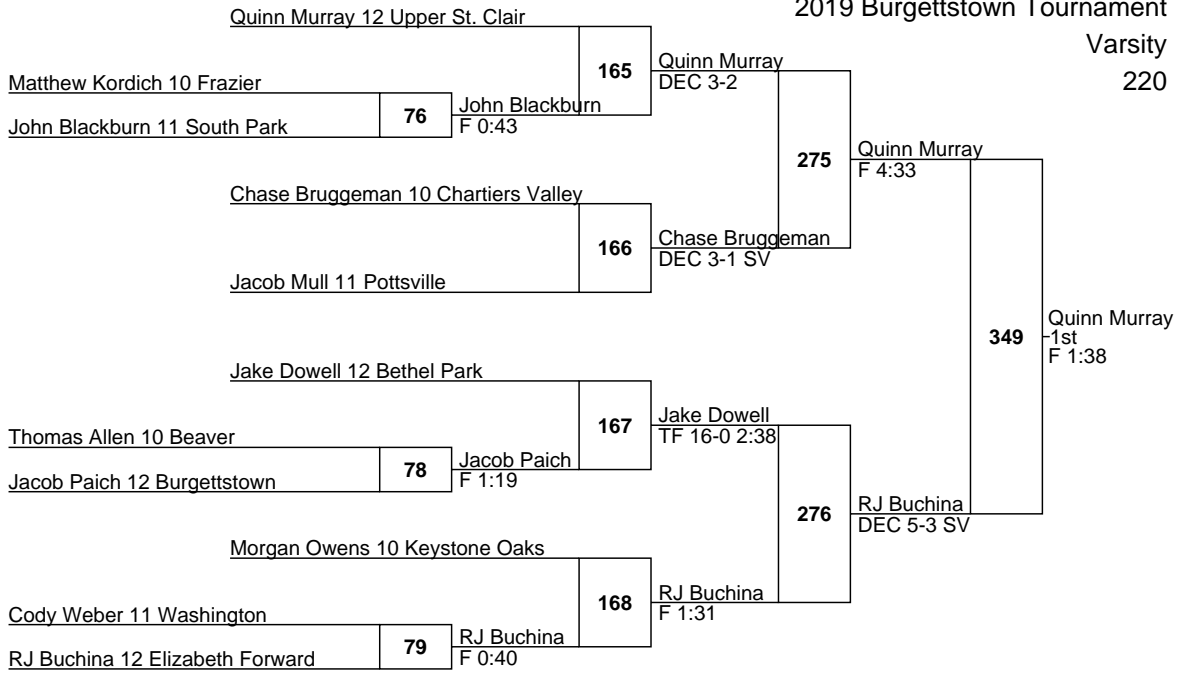 2019 Burgettstown Tournament
Varsity
220
Quinn Murray 12 Upper St. Clair
165
Quinn Murray
DEC 3-2
Matthew Kordich 10 Frazier
76
John Blackburn
F 0:43
John Blackburn 11 South Park
275
Quinn Murray
F 4:33
Chase Bruggeman 10 Chartiers Valley
166
Chase Bruggeman
DEC 3-1 SV
Jacob Mull 11 Pottsville
349
Quinn Murray
1st
F 1:38
Jake Dowell 12 Bethel Park
167
Jake Dowell
TF 16-0 2:38
Thomas Allen 10 Beaver
78
Jacob Paich
F 1:19
Jacob Paich 12 Burgettstown
276
RJ Buchina
DEC 5-3 SV
Morgan Owens 10 Keystone Oaks
168
RJ Buchina
F 1:31
Cody Weber 11 Washington
79
RJ Buchina
F 0:40
RJ Buchina 12 Elizabeth Forward